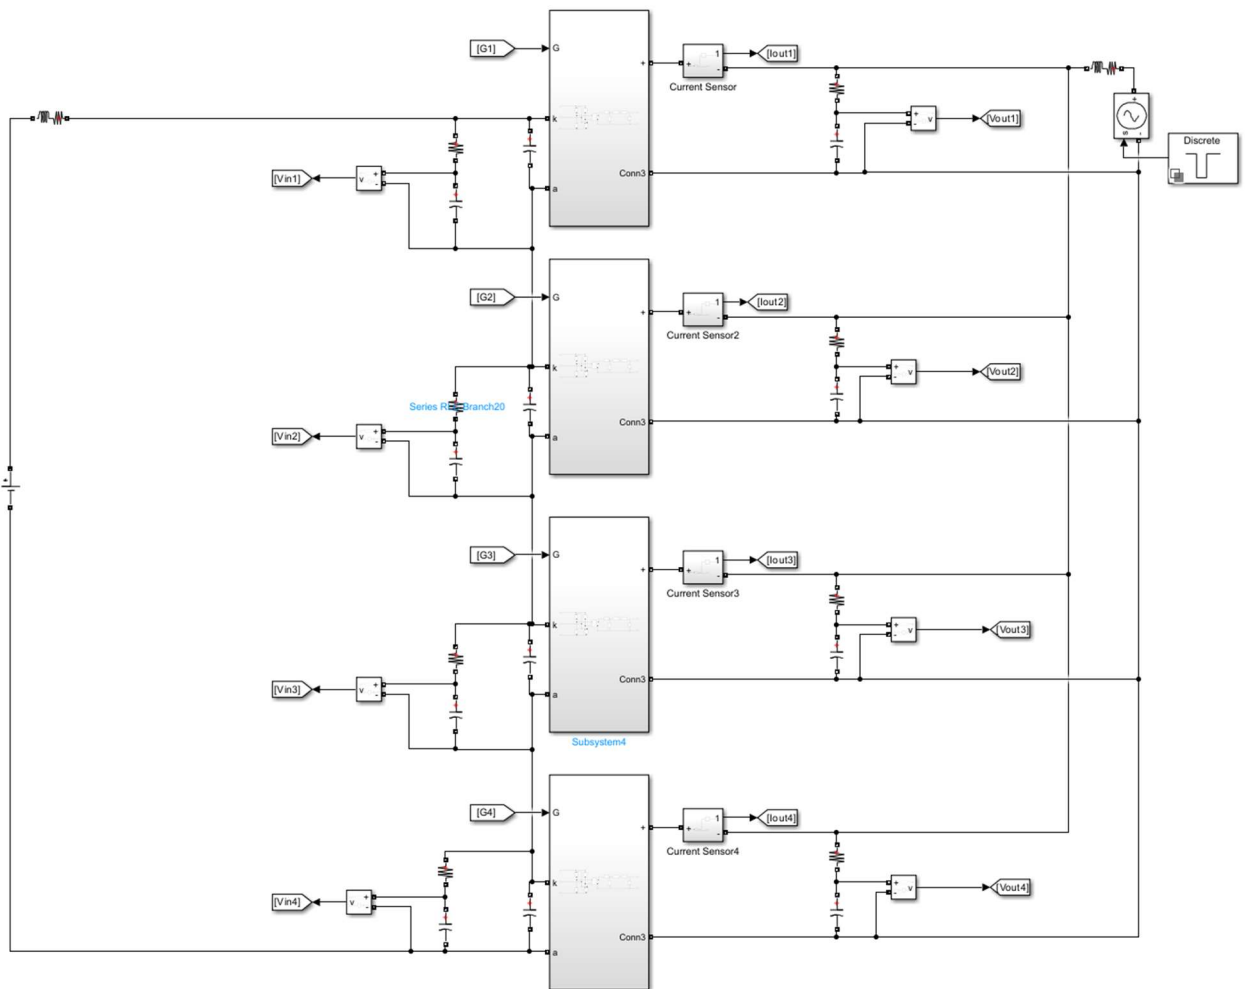 [G1]
G
+
1
[Iout1]
+
-
Current Sensor
+
s
-
Discrete
k
+
-
v
[Vout1]
[Vin1]
v
+
-
a
Conn3
[G2]
G
+
1
[Iout2]
+
-
Current Sensor2
k
+
-
v
[Vout2]
[Vin2]
v
+
-
a
Conn3
+
[G3]
G
+
1
[Iout3]
+
-
Current Sensor3
k
+
-
v
[Vout3]
[Vin3]
v
+
-
a
Conn3
Subsystem4
[G4]
G
+
1
[Iout4]
+
-
Current Sensor4
k
+
-
v
[Vout4]
[Vin4]
v
+
-
a
Conn3